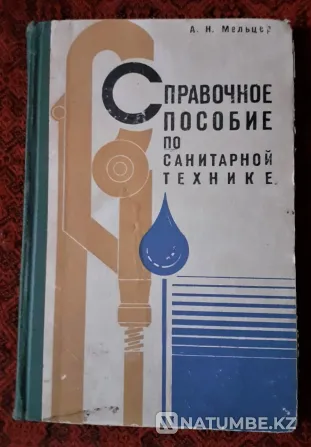 А. Н. Мельцер
СПРАВОЧНОЕ
ПОСОБИЕ
ПО
САНИТАРНОЙ
ТЕХНИКЕ
NATUMBE.KZ